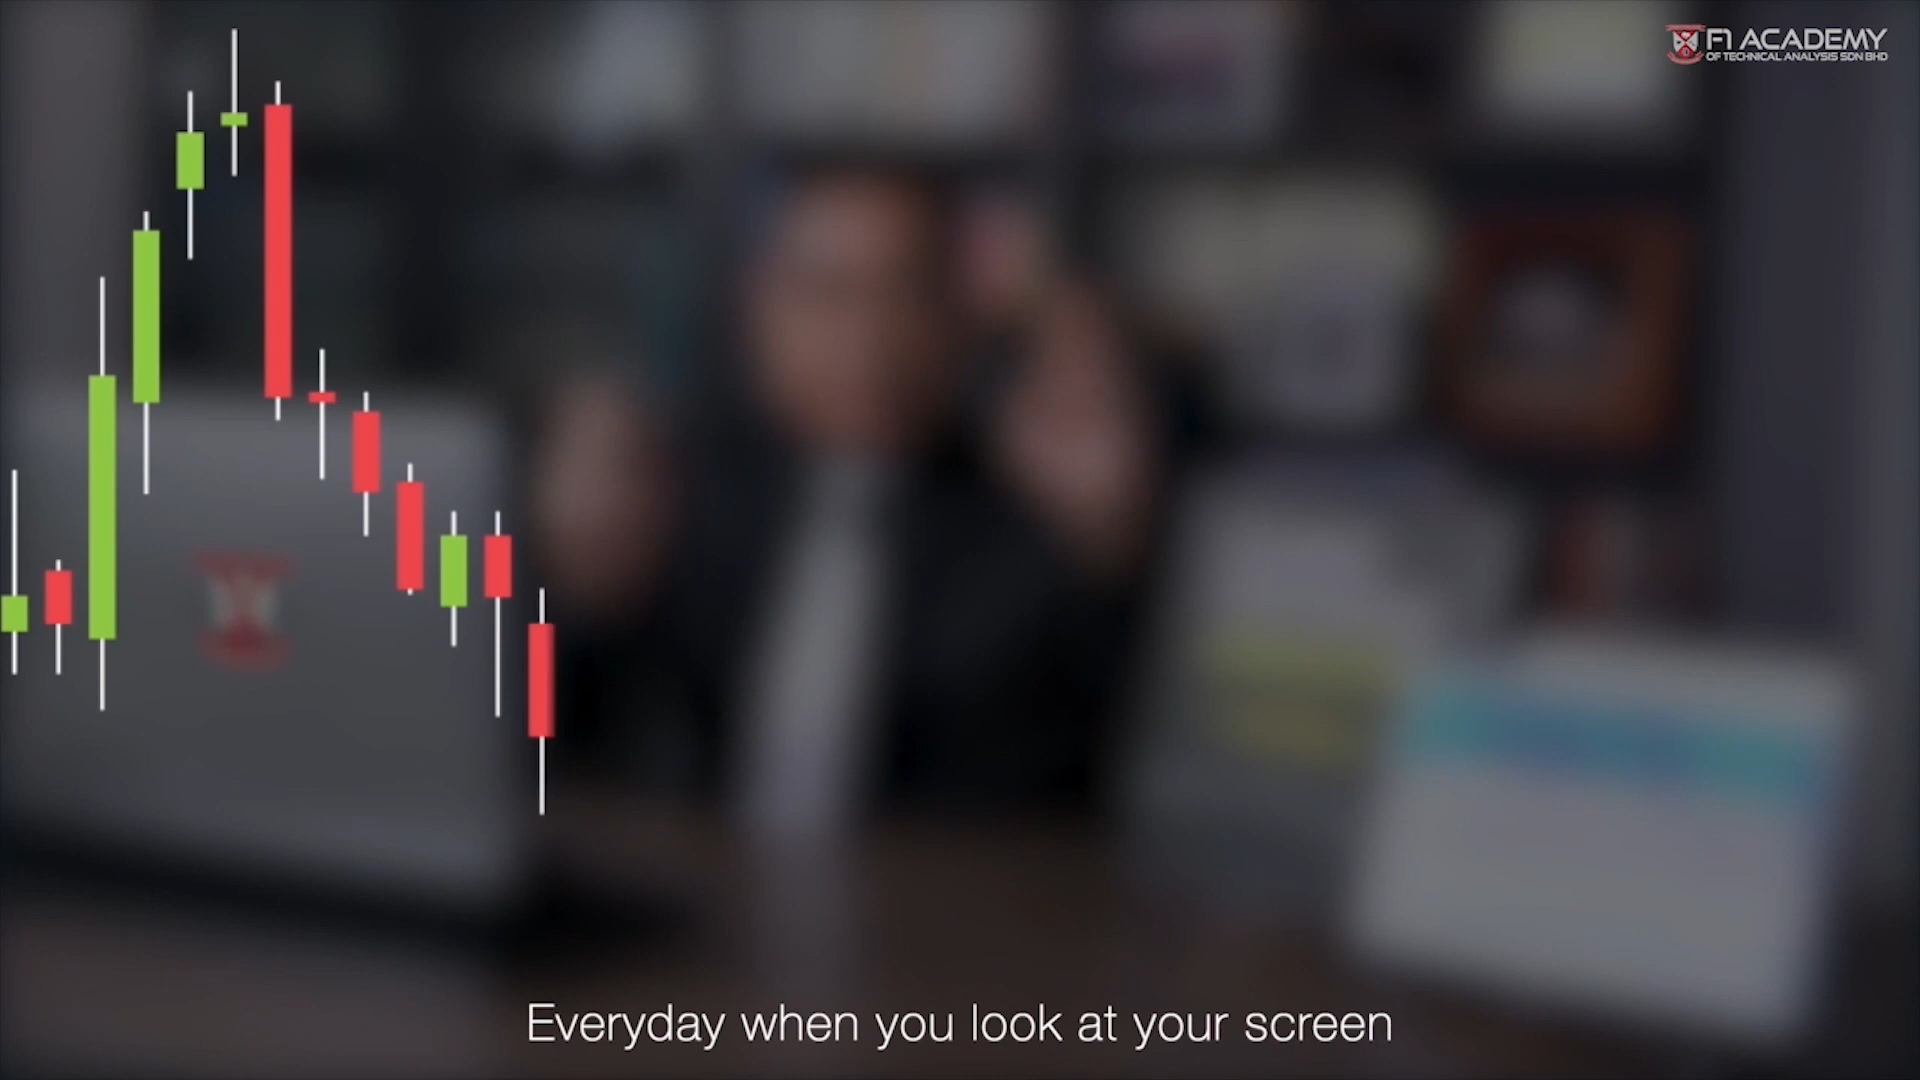 F1 ACADEMY
OF TECHNICAL ANALYSIS SDN BHD
Everyday when you look at your screen